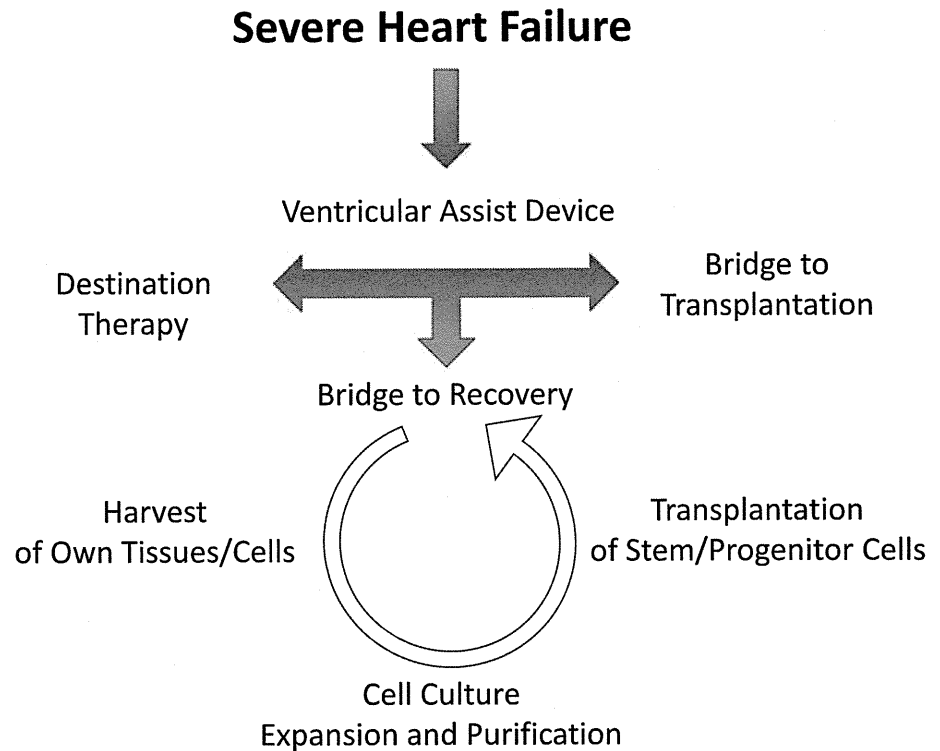 Severe Heart Failure
Ventricular Assist Device
Destination
Therapy
Bridge to
Transplantation
Bridge to Recovery
Harvest
of Own Tissues/Cells
Transplantation
of Stem/Progenitor Cells
Cell Culture
Expansion and Purification